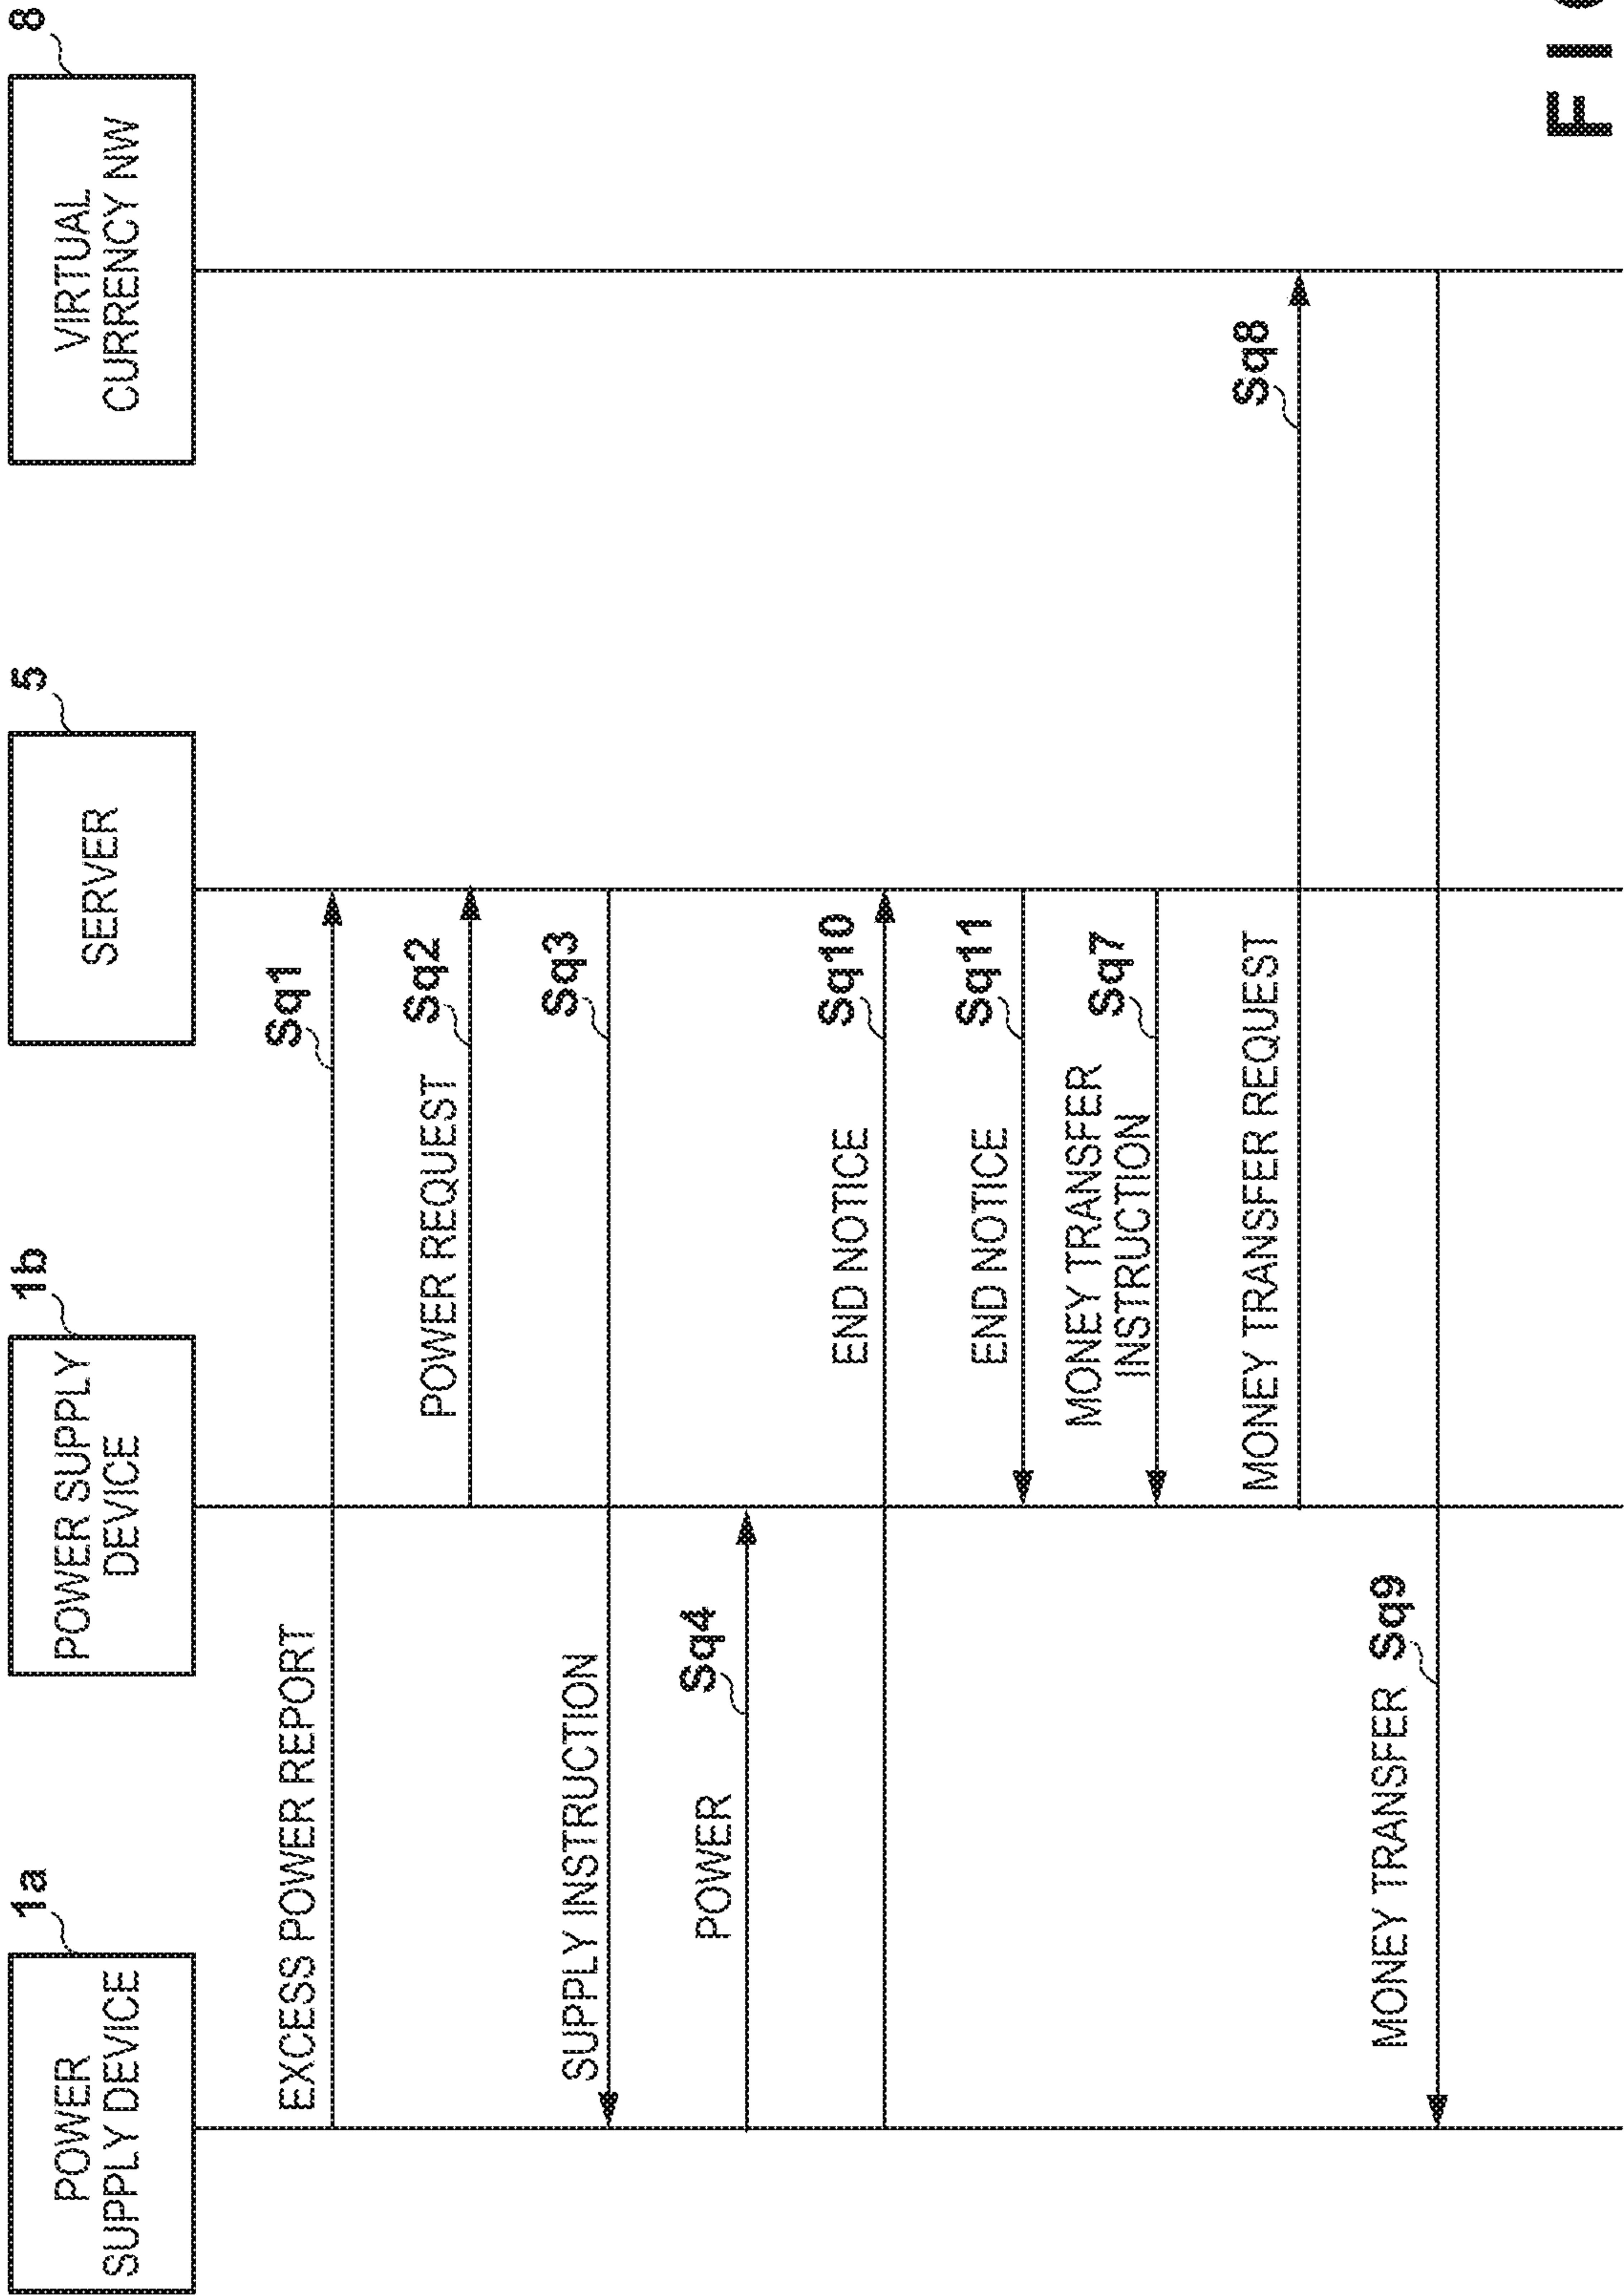 1a
POWER
SUPPLY DEVICE
1b
POWER SUPPLY
DEVICE
5
SERVER
8
VIRTUAL
CURRENCY NW
EXCESS POWER REPORT
Sq1
POWER REQUEST
Sq2
SUPPLY INSTRUCTION
Sq3
POWER
Sq4
END NOTICE
Sq10
END NOTICE
Sq11
MONEY TRANSFER
INSTRUCTION
Sq7
MONEY TRANSFER REQUEST
Sq8
MONEY TRANSFER
Sq9